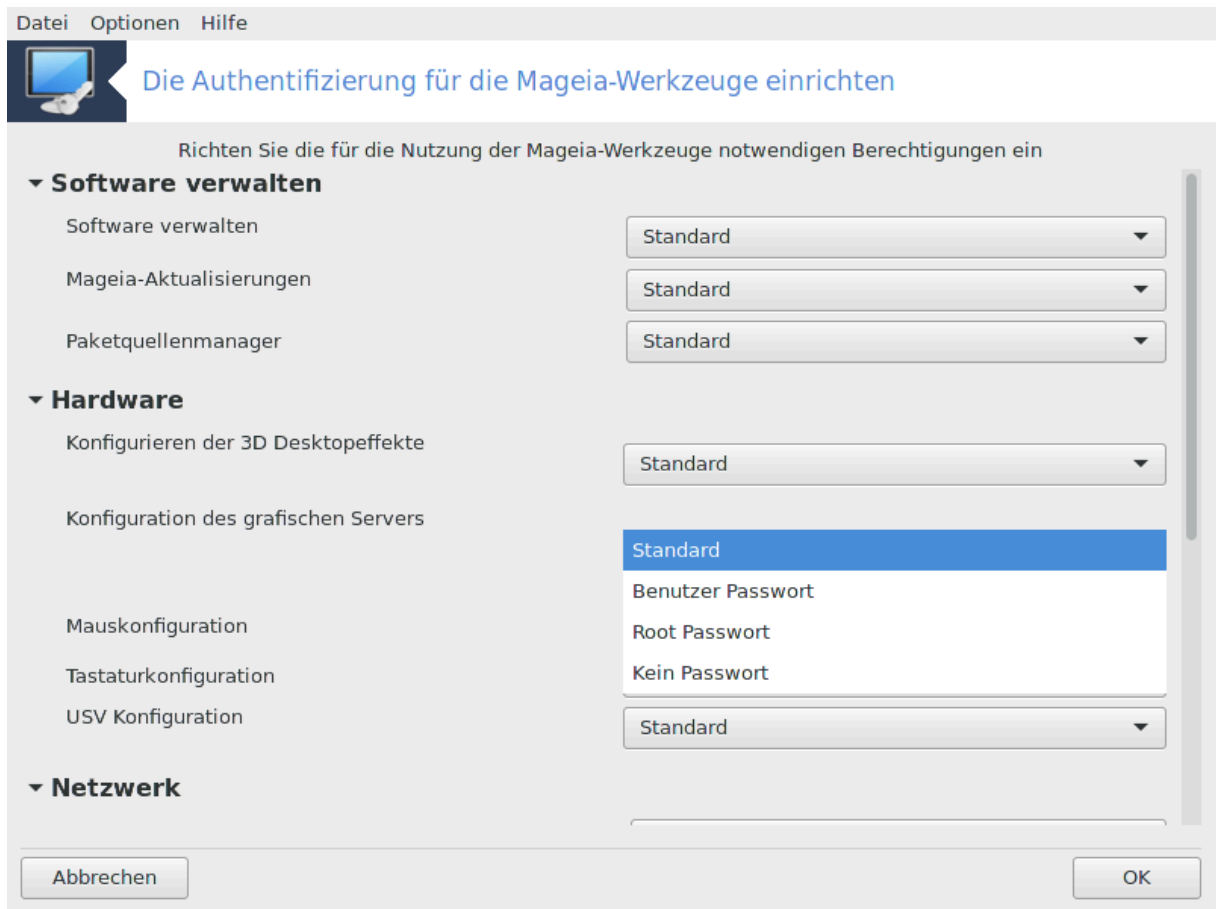 Datei Optionen Hilfe
Die Authentifizierung für die Mageia-Werkzeuge einrichten
Richten Sie die für die Nutzung der Mageia-Werkzeuge notwendigen Berechtigungen ein
Software verwalten
Software verwalten Standard
Mageia-Aktualisierungen Standard
Paketquellenmanager Standard
Hardware
Konfigurieren der 3D Desktopeffekte Standard
Konfiguration des grafischen Servers
Standard
Benutzer Passwort
Mauskonfiguration Root Passwort
Tastaturkonfiguration Kein Passwort
USV Konfiguration Standard
Netzwerk
Abbrechen OK